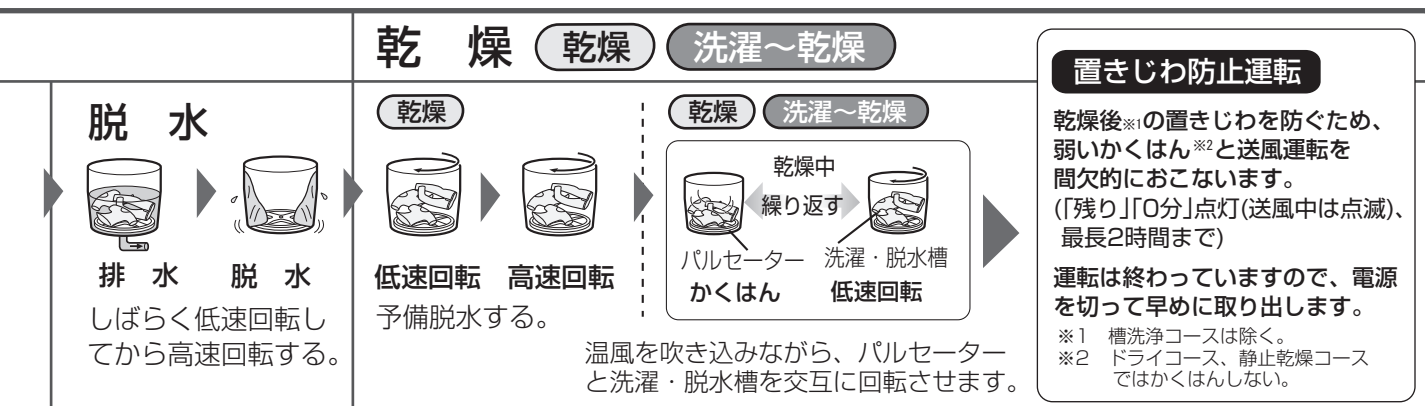 脱 水
排 水
脱 水
しばらく低速回転し
てから高速回転する。
乾 燥 乾燥 洗濯~乾燥
乾燥
低速回転
高速回転
予備脱水する。
乾燥 洗濯~乾燥
乾燥中
繰り返す
パルセーター
かくはん
洗濯・脱水槽
低速回転
温風を吹き込みながら、パルセーター
と洗濯・脱水槽を交互に回転させます。
置きじわ防止運転
乾燥後※1の置きじわを防ぐため、
弱いかくはん※2と送風運転を
間欠的におこないます。
(「残り」「0分」点灯(送風中は点滅)、
最長2時間まで)
運転は終わっていますので、電源
を切って早めに取り出します。
※1 槽洗浄コースは除く。
※2 ドライコース、静止乾燥コース
ではかくはんしない。